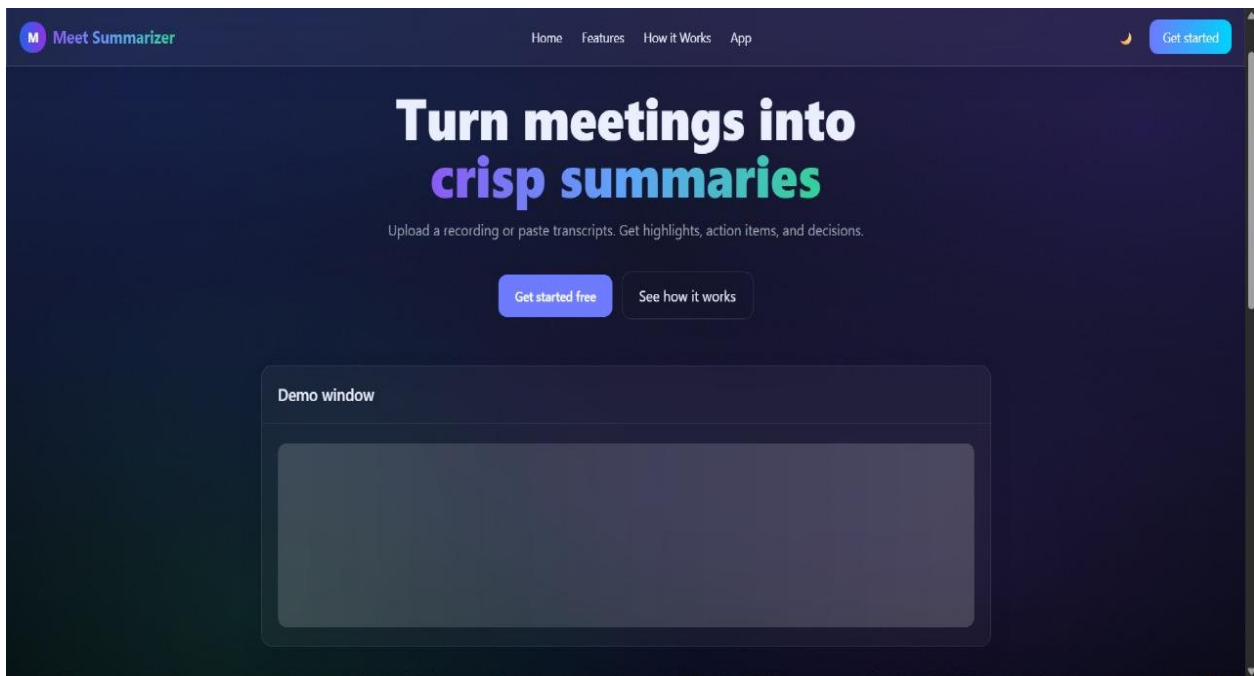 M Meet Summarizer
Home Features How it Works App
Get started
Turn meetings into
crisp summaries
Upload a recording or paste transcripts. Get highlights, action items, and decisions.
Get started free
See how it works
Demo window